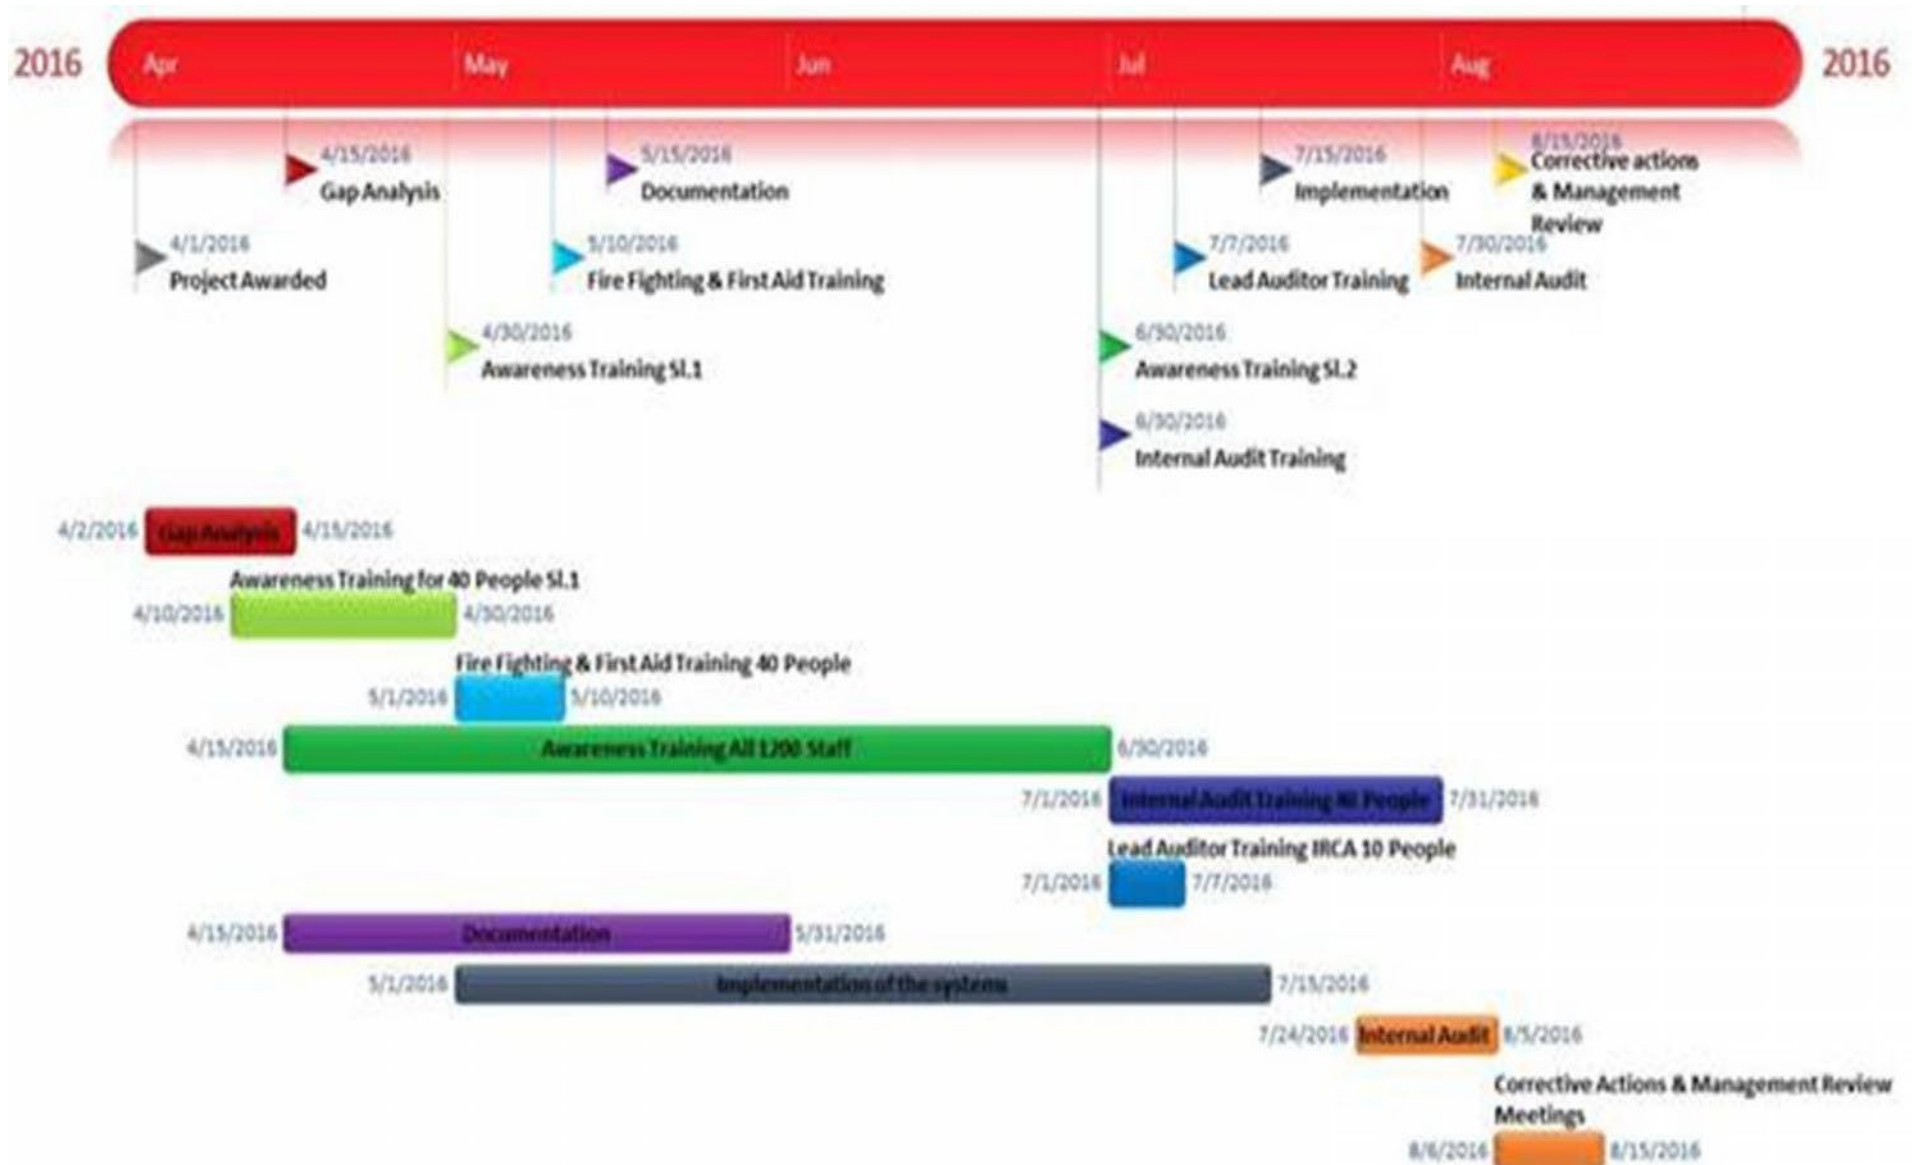 2016 Apr May Jun Jul Aug 2016
4/15/2016
Gap Analysis
5/15/2016
Documentation
7/15/2016
Implementation
8/15/2016
Corrective actions
& Management
Review
4/1/2016
Project Awarded
5/10/2016
Fire Fighting & First Aid Training
7/7/2016
Lead Auditor Training
7/30/2016
Internal Audit
4/30/2016
Awareness Training Sl.1
6/30/2016
Awareness Training Sl.2
6/30/2016
Internal Audit Training
4/2/2016 Gap Analysis 4/15/2016
Awareness Training for 40 People Sl.1
4/10/2016 4/30/2016
Fire Fighting & First Aid Training 40 People
5/1/2016 5/10/2016
4/15/2016 Awareness Training All 1200 Staff 6/30/2016
7/1/2016 Internal Audit Training People 7/31/2016
Lead Auditor Training IRCA 10 People
7/1/2016 7/7/2016
4/15/2016 Documentation 5/31/2016
5/1/2016 Implementation of the systems 7/15/2016
7/24/2016 Internal Audit 8/5/2016
Corrective Actions & Management Review
Meetings
8/6/2016 8/15/2016